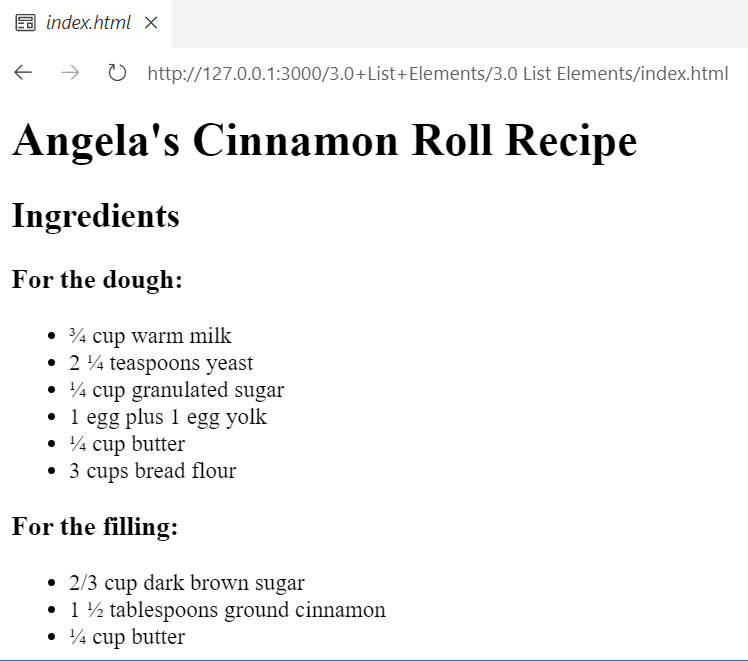 index.html
http://127.0.0.1:3000/3.0+List+Elements/3.0 List Elements/index.html
Angela's Cinnamon Roll Recipe
Ingredients
For the dough:
• ¾ cup warm milk
• 2 ¼ teaspoons yeast
• ¼ cup granulated sugar
• 1 egg plus 1 egg yolk
• ¼ cup butter
• 3 cups bread flour
For the filling:
• 2/3 cup dark brown sugar
• 1 ½ tablespoons ground cinnamon
• ¼ cup butter